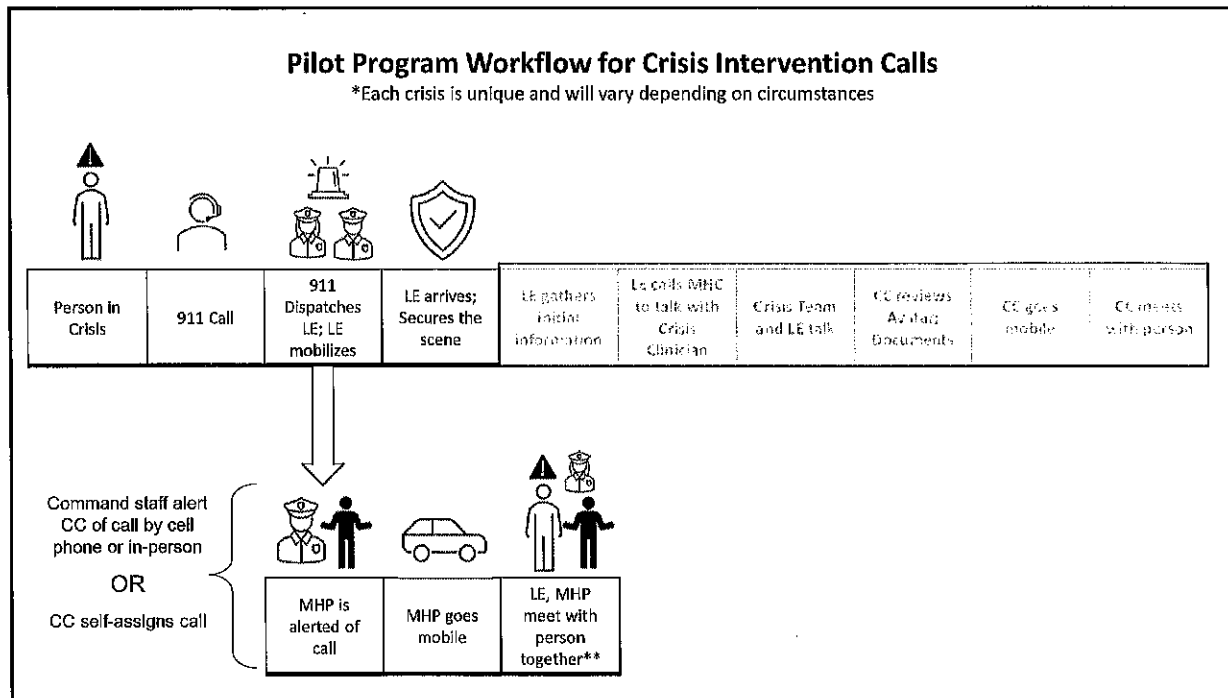 Pilot Program Workflow for Crisis Intervention Calls
*Each crisis is unique and will vary depending on circumstances
Person in
Crisis
911 Call
911
Dispatches
LE; LE
mobilizes
LE arrives;
Secures the
scene
LE gathers
initial
information
LE calls MHC
to talk with
Crisis
Clinician
Crisis Team
and LE talk
CC reviews
Avatar;
Documents
CC goes
mobile
CC meets
with person
Command staff alert
CC of call by cell
phone or in-person
OR
CC self-assigns call
MHP is
alerted of
call
MHP goes
mobile
LE, MHP
meet with
person
together**